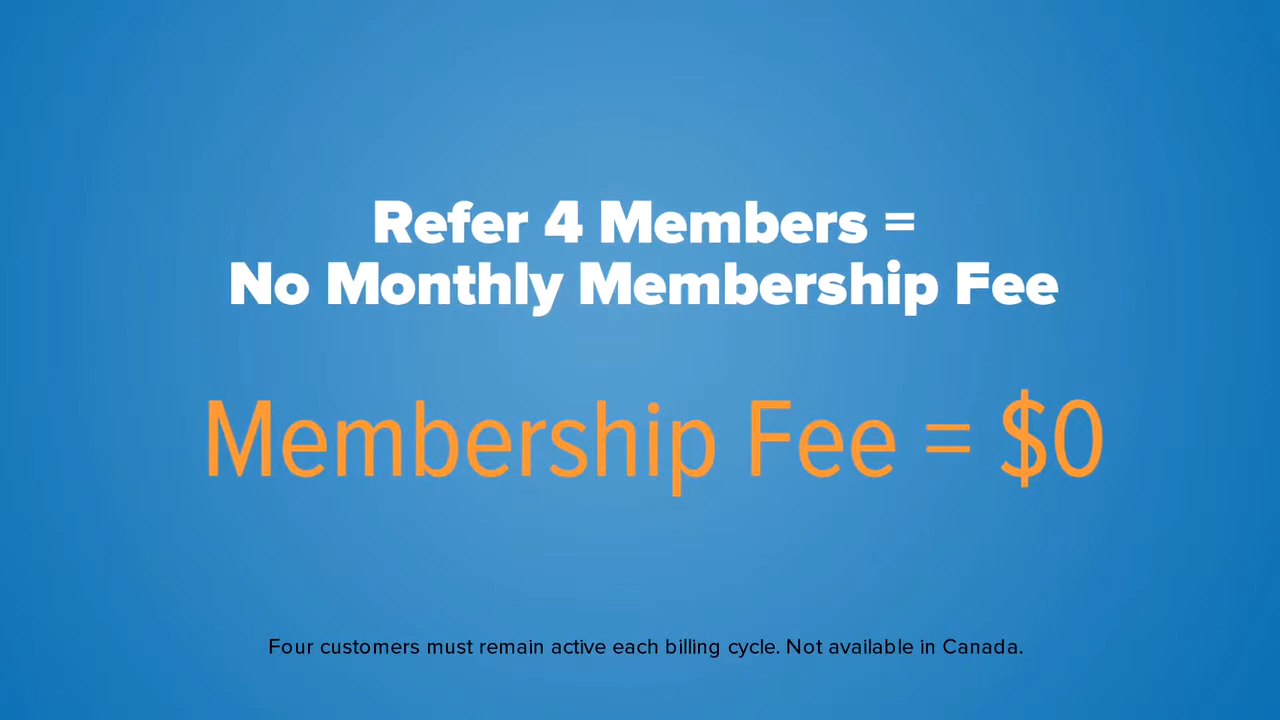 Refer 4 Members =
No Monthly Membership Fee
Membership Fee = $0
Four customers must remain active each billing cycle. Not available in Canada.